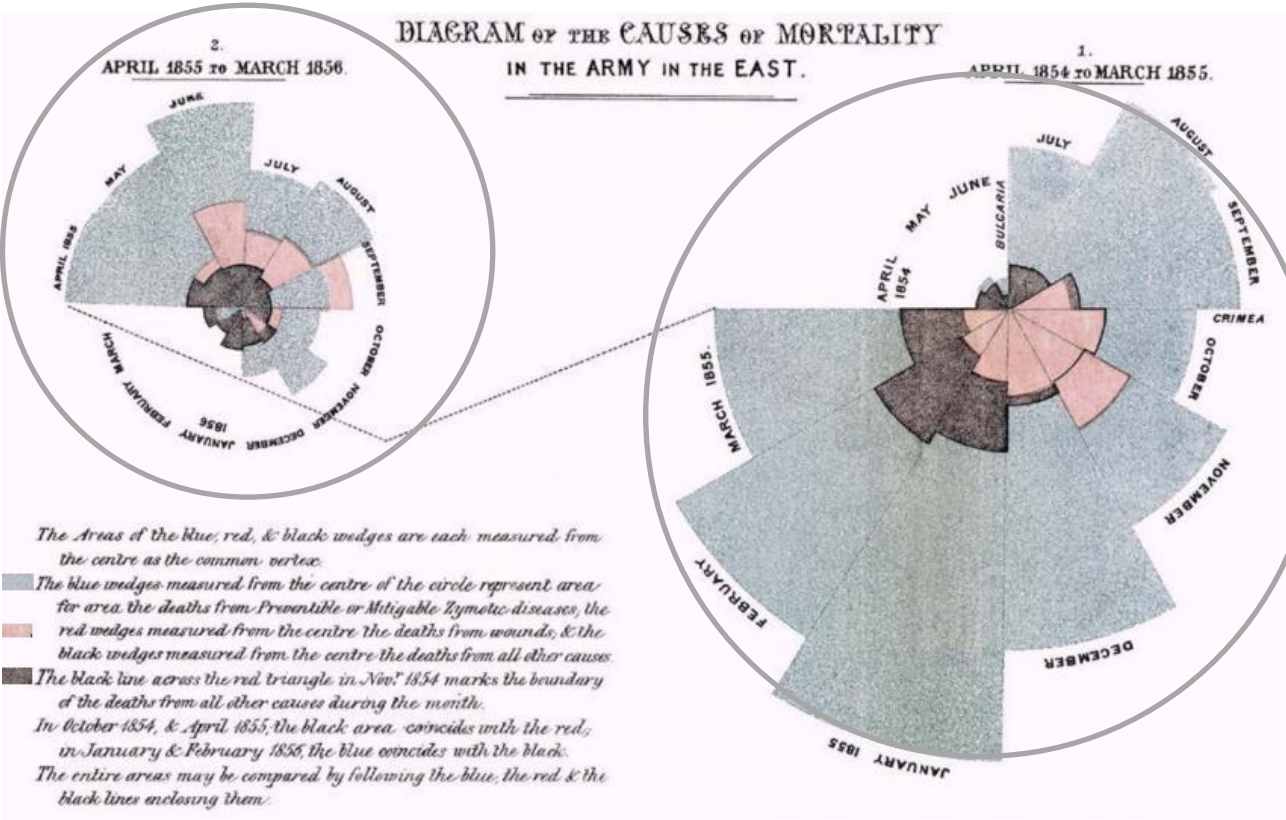 DIAGRAM OF THE CAUSES OF MORTALITY
IN THE ARMY IN THE EAST.
2.
APRIL 1855 TO MARCH 1856.
1.
APRIL 1854 TO MARCH 1855.
APRIL 1855
MAY
JUNE
JULY
AUGUST
SEPTEMBER
OCTOBER
NOVEMBER
DECEMBER
JANUARY
1856
FEBRUARY
MARCH
APRIL
1854
MAY
JUNE
BULGARIA
JULY
AUGUST
SEPTEMBER
CRIMEA
OCTOBER
NOVEMBER
DECEMBER
JANUARY 1855
FEBRUARY
MARCH 1855.
The Areas of the blue, red, & black wedges are each measured from
the centre as the common vertex.
The blue wedges measured from the centre of the circle represent area
for area the deaths from Preventible or Mitigable Zymotic diseases; the
red wedges measured from the centre the deaths from wounds; & the
black wedges measured from the centre the deaths from all other causes.
The black line across the red triangle in Novr. 1854 marks the boundary
of the deaths from all other causes during the month.
In October 1854, & April 1855, the black area coincides with the red;
in January & February 1856, the blue coincides with the black.
The entire areas may be compared by following the blue, the red & the
black lines enclosing them.